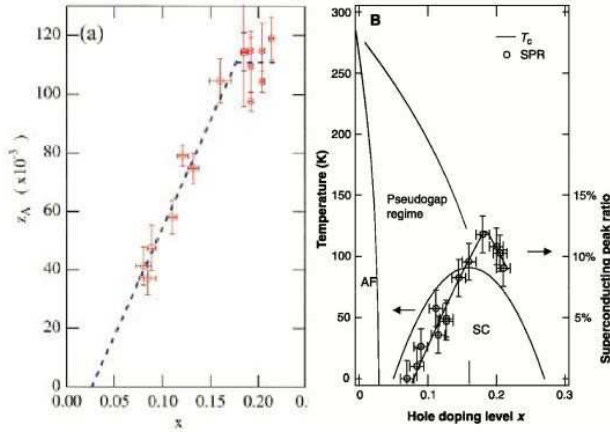 (a)
z_A ( x10^-3 )
120
100
80
60
40
20
0
0.00
0.05
0.10
0.15
0.20
x
B
T_c
SPR
Temperature (K)
300
250
200
150
100
50
0
Pseudogap
regime
AF
SC
15%
10%
5%
Superconducting peak ratio
0
0.1
0.2
0.3
Hole doping level x